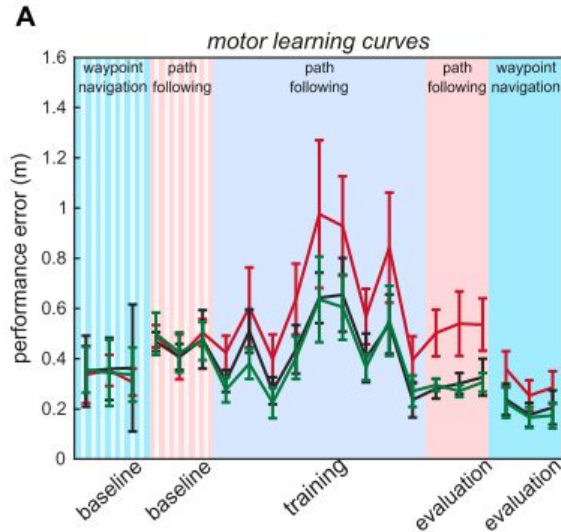 A
motor learning curves
waypoint
navigation
path
following
path
following
path
following
waypoint
navigation
performance error (m)
1.6
1.4
1.2
1
0.8
0.6
0.4
0.2
0
baseline
baseline
training
evaluation
evaluation